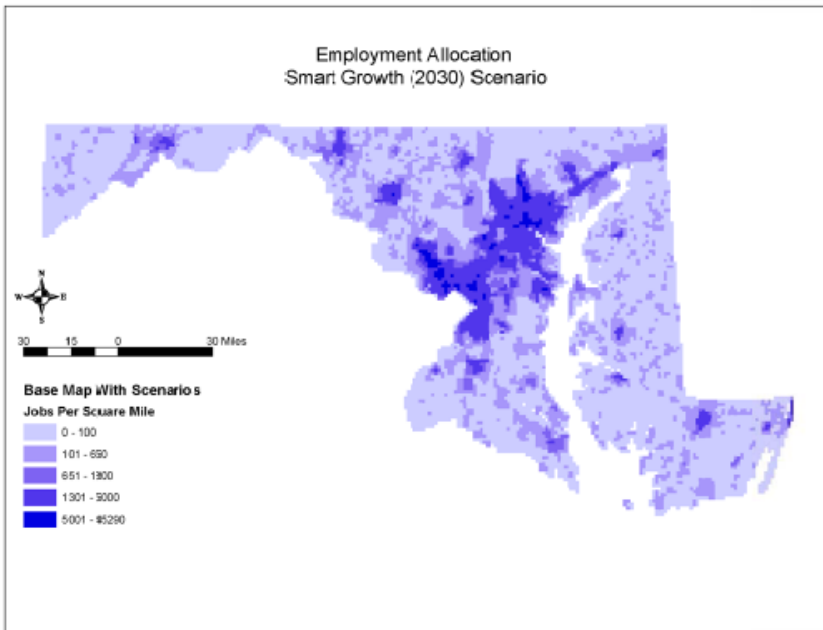 Employment Allocation
Smart Growth (2030) Scenario
N
W
S
30 15 0 30 Miles
Base Map With Scenarios
Jobs Per Square Mile
0 - 100
101 - 650
651 - 1300
1301 - 5000
5001 -